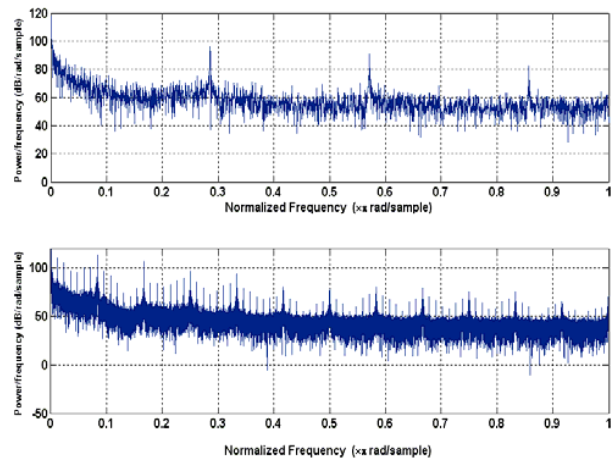 120
100
80
60
40
20
0
Power/frequency (dB/rad/sample)
0 0.1 0.2 0.3 0.4 0.5 0.6 0.7 0.8 0.9 1
Normalized Frequency (×π rad/sample)
100
50
0
-50
Power/frequency (dB/rad/sample)
0 0.1 0.2 0.3 0.4 0.5 0.6 0.7 0.8 0.9 1
Normalized Frequency (×π rad/sample)